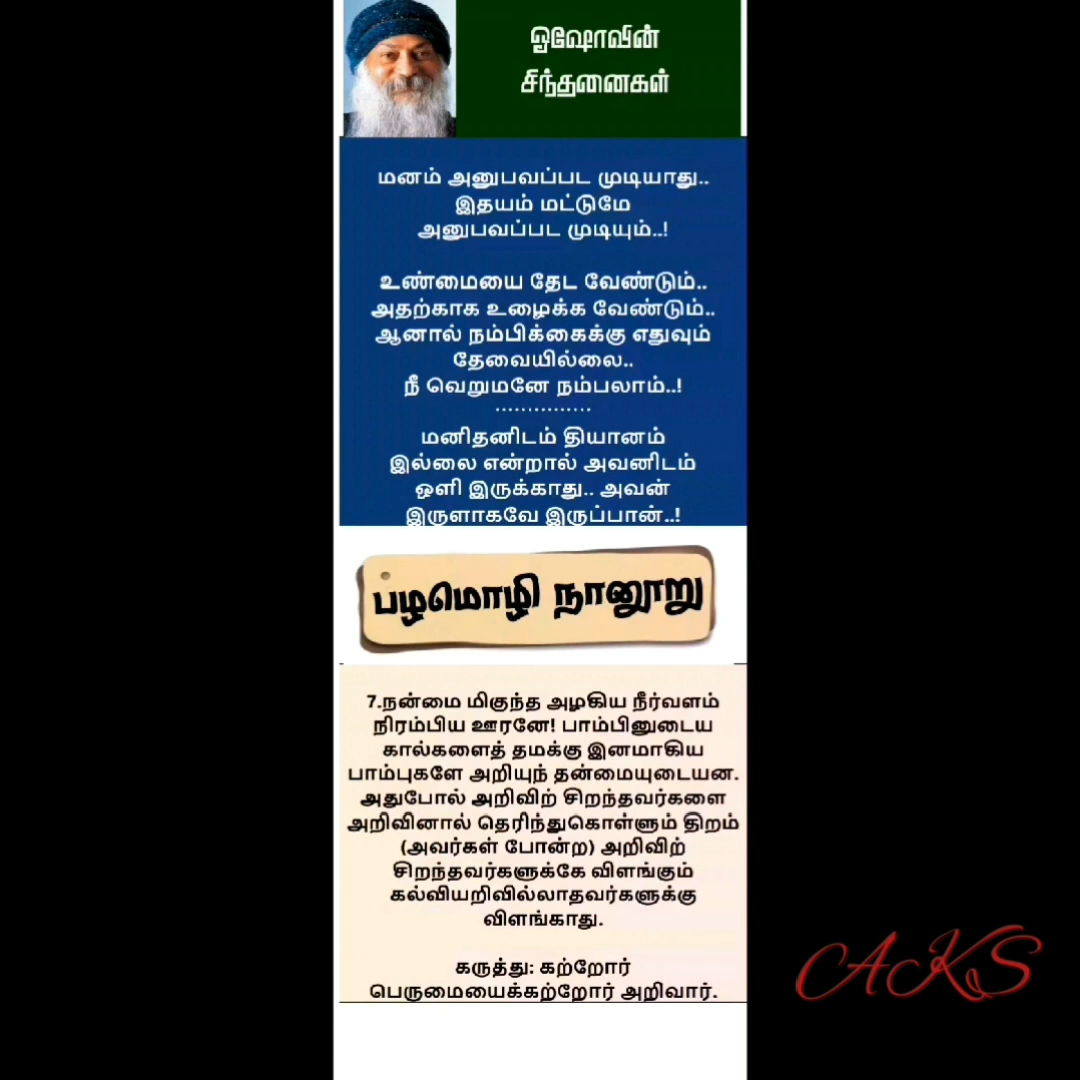 ஓஷோவின்
சிந்தனைகள்
மனம் அனுபவப்பட முடியாது..
இதயம் மட்டுமே
அனுபவப்பட முடியும்..!
உண்மையை தேட வேண்டும்..
அதற்காக உழைக்க வேண்டும்..
ஆனால் நம்பிக்கைக்கு எதுவும்
தேவையில்லை..
நீ வெறுமனே நம்பலாம்..!
...............
மனிதனிடம் தியானம்
இல்லை என்றால் அவனிடம்
ஒளி இருக்காது.. அவன்
இருளாகவே இருப்பான்..!
பழமொழி நானூறு
7.நன்மை மிகுந்த அழகிய நீர்வளம்
நிரம்பிய ஊரனே! பாம்பினுடைய
கால்களைத் தமக்கு இனமாகிய
பாம்புகளே அறியுந் தன்மையுடையன.
அதுபோல் அறிவிற் சிறந்தவர்களை
அறிவினால் தெரிந்துகொள்ளும் திறம்
(அவர்கள் போன்ற) அறிவிற்
சிறந்தவர்களுக்கே விளங்கும்
கல்வியறிவில்லாதவர்களுக்கு
விளங்காது.
கருத்து: கற்றோர்
பெருமையைக்கற்றோர் அறிவார்.
AKS